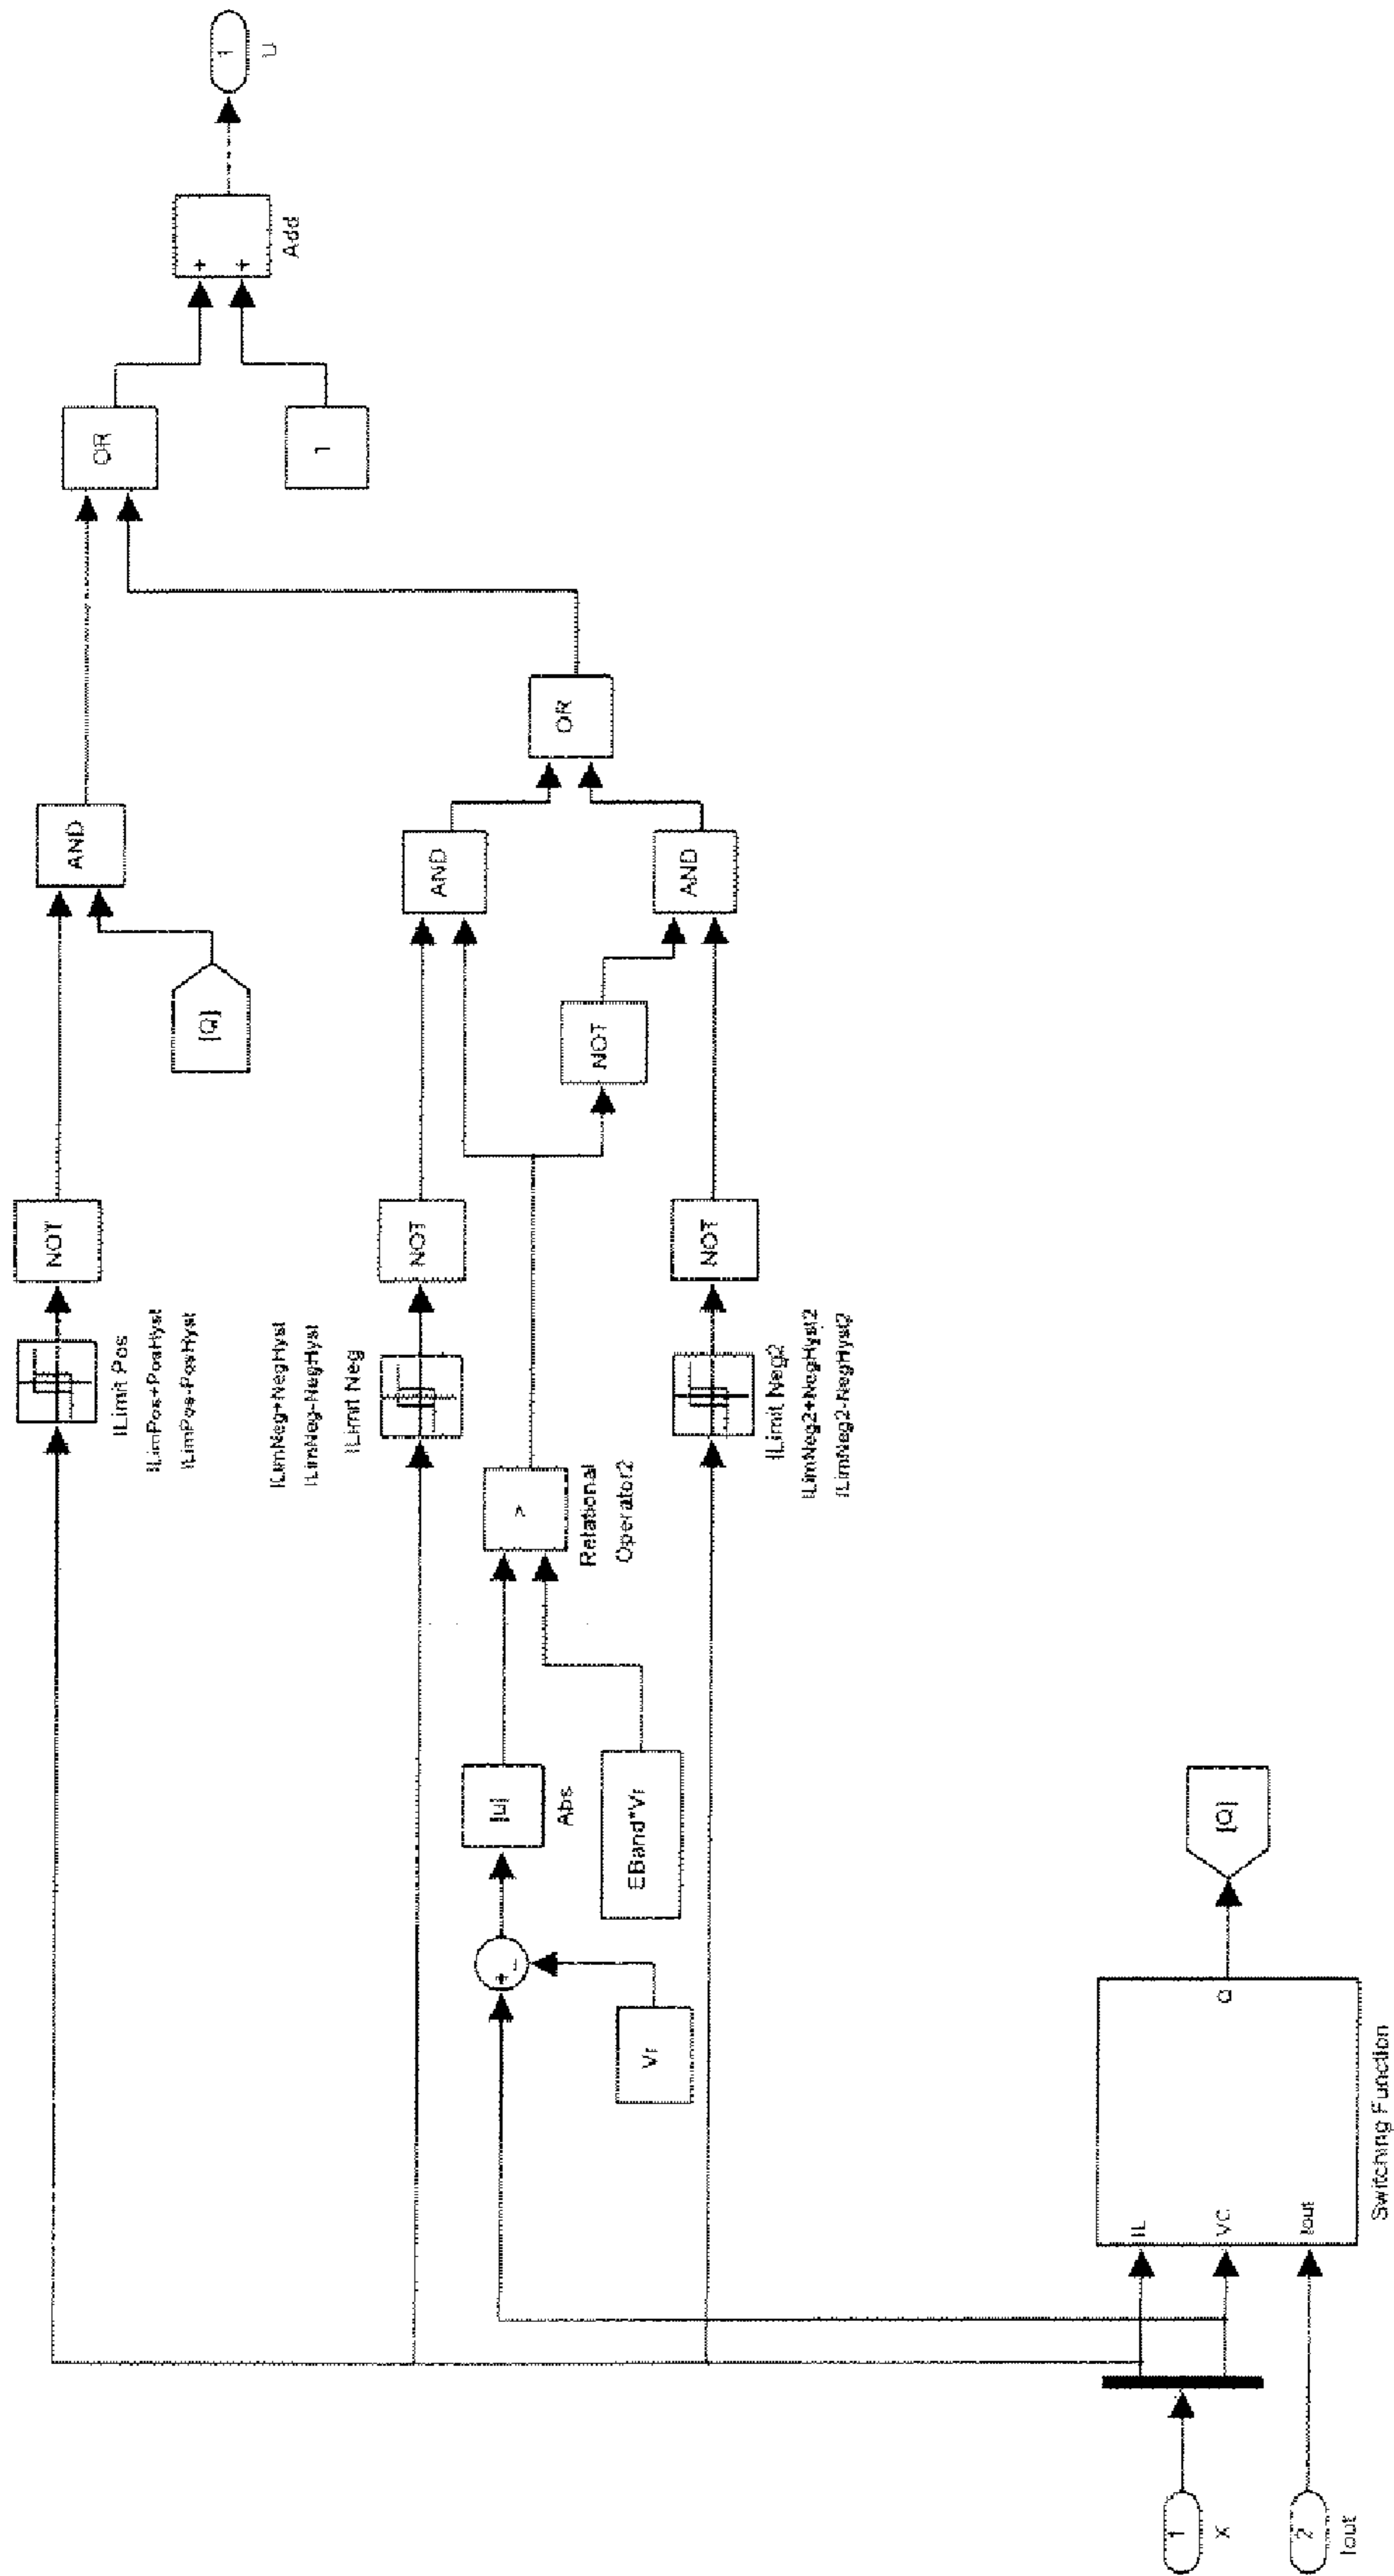 1
X
2
Iout
IL
VC
Iout
Q
Switching Function
[Q]
Vr
+
−
|u|
Abs
EBand*Vr
>
Relational
Operator2
ILimit Pos
ILimPos+PosHyst
ILimPos-PosHyst
ILimNeg+NegHyst
ILimNeg-NegHyst
ILimit Neg
ILimit Neg2
ILimNeg2+NegHyst2
ILimNeg2-NegHyst2
NOT
NOT
NOT
NOT
[Q]
AND
AND
AND
OR
OR
1
+
+
Add
1
U